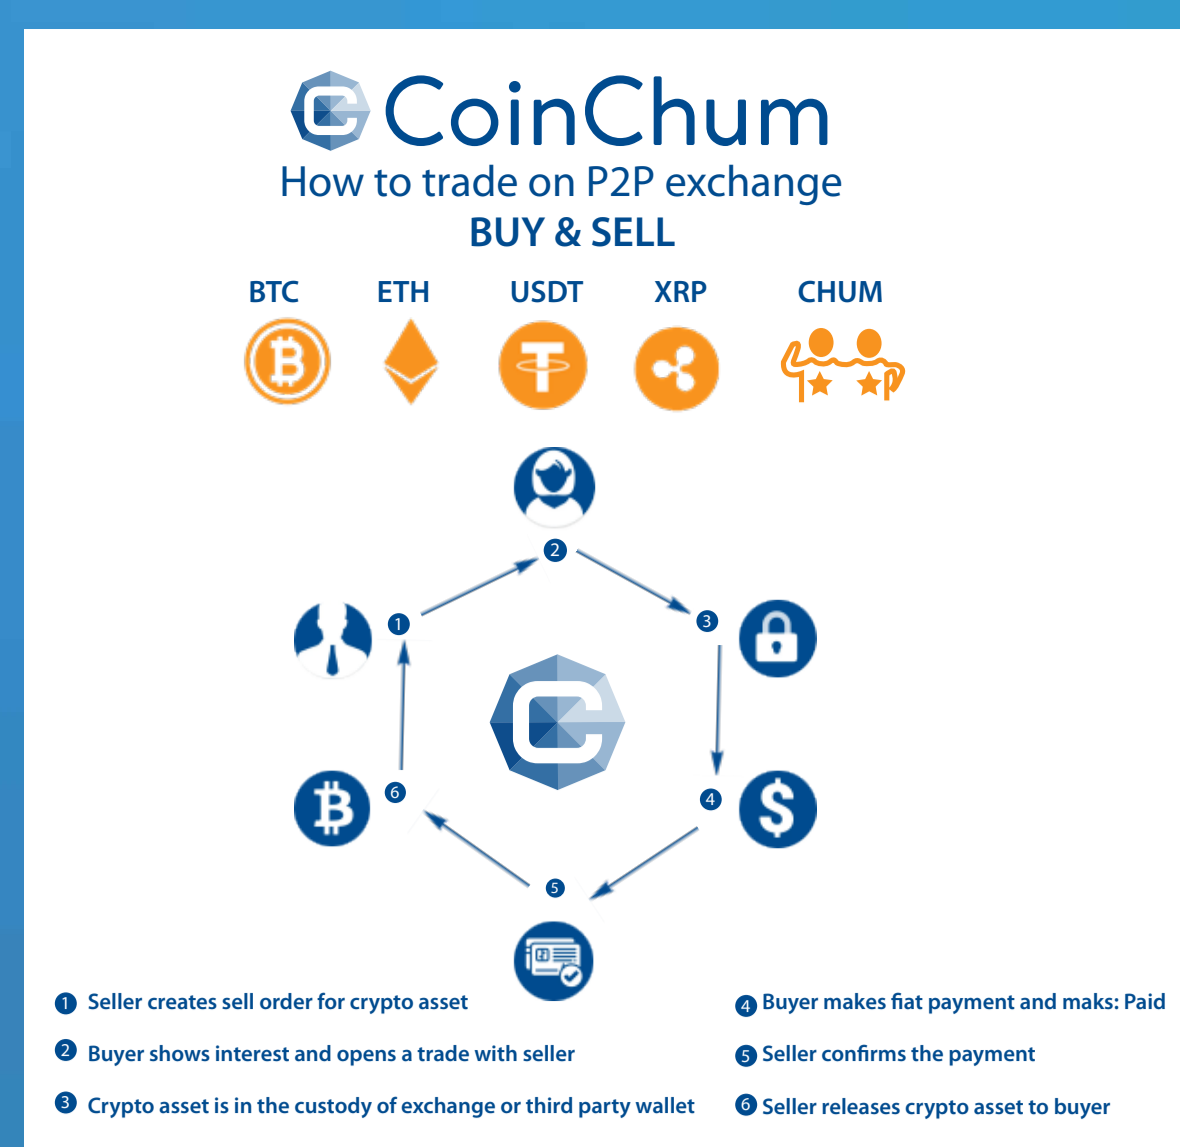 CoinChum
How to trade on P2P exchange
BUY & SELL
BTC ETH USDT XRP CHUM
2
1
3
6
4
5
1 Seller creates sell order for crypto asset
2 Buyer shows interest and opens a trade with seller
3 Crypto asset is in the custody of exchange or third party wallet
4 Buyer makes fiat payment and maks: Paid
5 Seller confirms the payment
6 Seller releases crypto asset to buyer